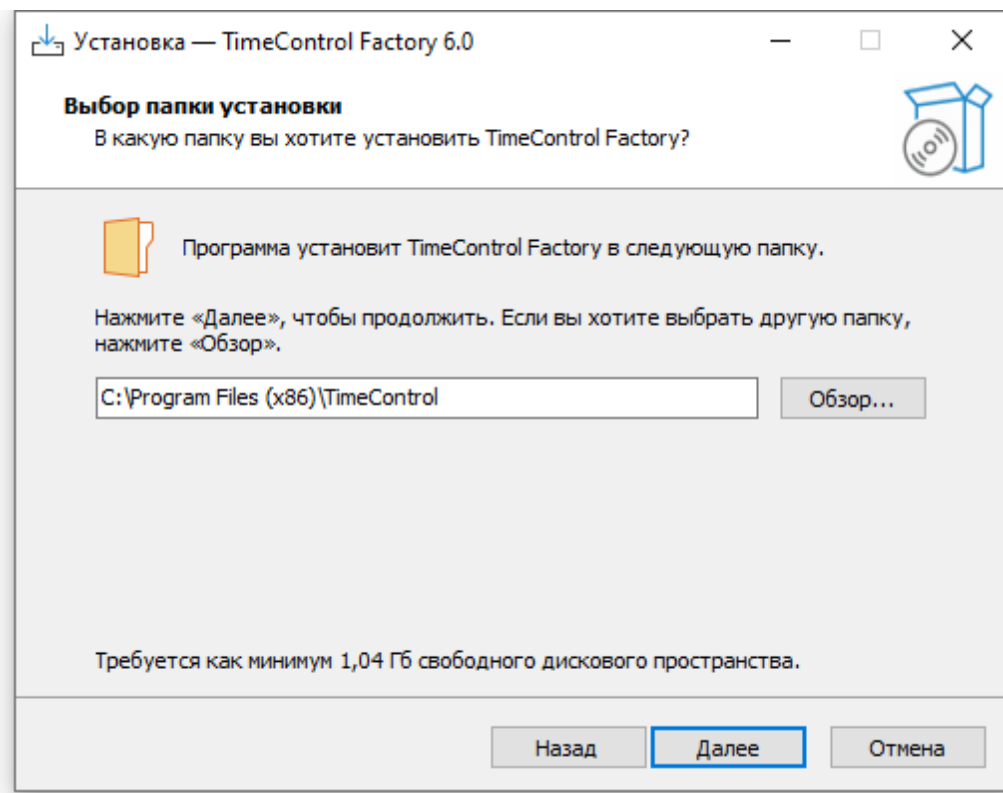 Установка — TimeControl Factory 6.0
Выбор папки установки
В какую папку вы хотите установить TimeControl Factory?
Программа установит TimeControl Factory в следующую папку.
Нажмите «Далее», чтобы продолжить. Если вы хотите выбрать другую папку,
нажмите «Обзор».
C:\Program Files (x86)\TimeControl
Обзор...
Требуется как минимум 1,04 Гб свободного дискового пространства.
Назад
Далее
Отмена